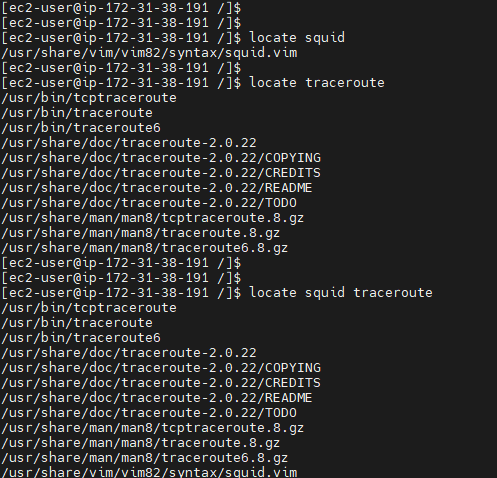 [ec2-user@ip-172-31-38-191 /]$
[ec2-user@ip-172-31-38-191 /]$
[ec2-user@ip-172-31-38-191 /]$ locate squid
/usr/share/vim/vim82/syntax/squid.vim
[ec2-user@ip-172-31-38-191 /]$
[ec2-user@ip-172-31-38-191 /]$ locate traceroute
/usr/bin/tcptraceroute
/usr/bin/traceroute
/usr/bin/traceroute6
/usr/share/doc/traceroute-2.0.22
/usr/share/doc/traceroute-2.0.22/COPYING
/usr/share/doc/traceroute-2.0.22/CREDITS
/usr/share/doc/traceroute-2.0.22/README
/usr/share/doc/traceroute-2.0.22/TODO
/usr/share/man/man8/tcptraceroute.8.gz
/usr/share/man/man8/traceroute.8.gz
/usr/share/man/man8/traceroute6.8.gz
[ec2-user@ip-172-31-38-191 /]$
[ec2-user@ip-172-31-38-191 /]$
[ec2-user@ip-172-31-38-191 /]$ locate squid traceroute
/usr/bin/tcptraceroute
/usr/bin/traceroute
/usr/bin/traceroute6
/usr/share/doc/traceroute-2.0.22
/usr/share/doc/traceroute-2.0.22/COPYING
/usr/share/doc/traceroute-2.0.22/CREDITS
/usr/share/doc/traceroute-2.0.22/README
/usr/share/doc/traceroute-2.0.22/TODO
/usr/share/man/man8/tcptraceroute.8.gz
/usr/share/man/man8/traceroute.8.gz
/usr/share/man/man8/traceroute6.8.gz
/usr/share/vim/vim82/syntax/squid.vim